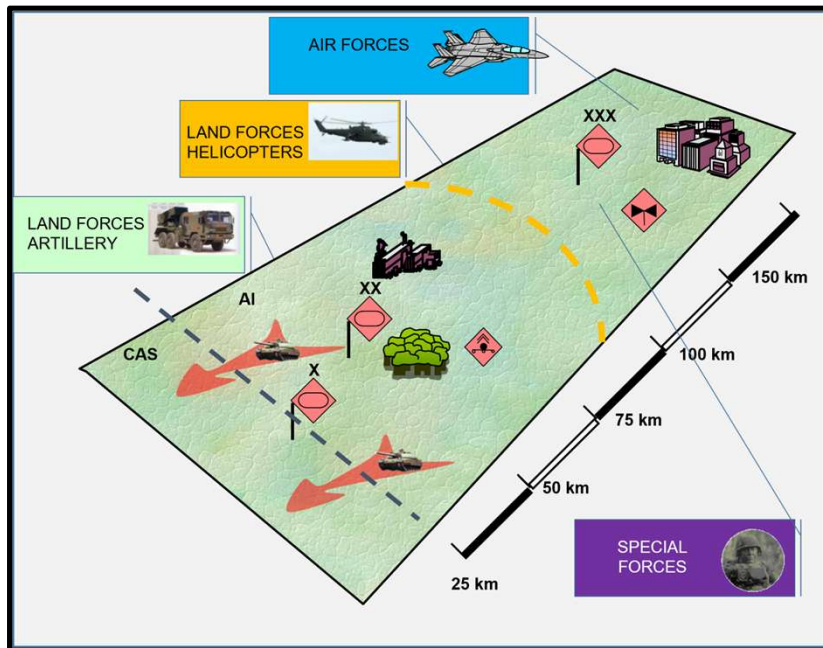 AIR FORCES
LAND FORCES
HELICOPTERS
XXX
LAND FORCES
ARTILLERY
150 km
AI
XX
CAS
100 km
X
75 km
50 km
SPECIAL
FORCES
25 km